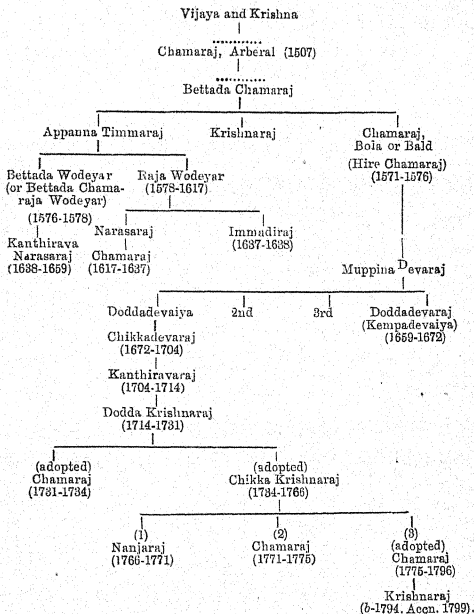 Vijaya and Krishna
Chamaraj, Arberal (1507)
Bettada Chamaraj
Appanna Timmaraj Krishnaraj Chamaraj,
Bola or Bald
(Hire Chamaraj)
(1571-1576)
Bettada Wodeyar
(or Bettada Chama-
raja Wodeyar)
(1576-1578)
Raja Wodeyar
(1578-1617)
Kanthirava
Narasaraj
(1638-1659)
Narasaraj
Chamaraj
(1617-1637)
Immadiraj
(1637-1638)
Muppina Devaraj
Doddadevaiya 2nd 3rd Doddadevaraj
(Kempadevaiya)
(1659-1672)
Chikkadevaraj
(1672-1704)
Kanthiravaraj
(1704-1714)
Dodda Krishnaraj
(1714-1731)
(adopted)
Chamaraj
(1731-1734)
(adopted)
Chikka Krishnaraj
(1734-1766)
(1)
Nanjaraj
(1766-1771)
(2)
Chamaraj
(1771-1775)
(3)
(adopted)
Chamaraj
(1775-1796)
Krishnaraj
(b-1794, Accn. 1799).